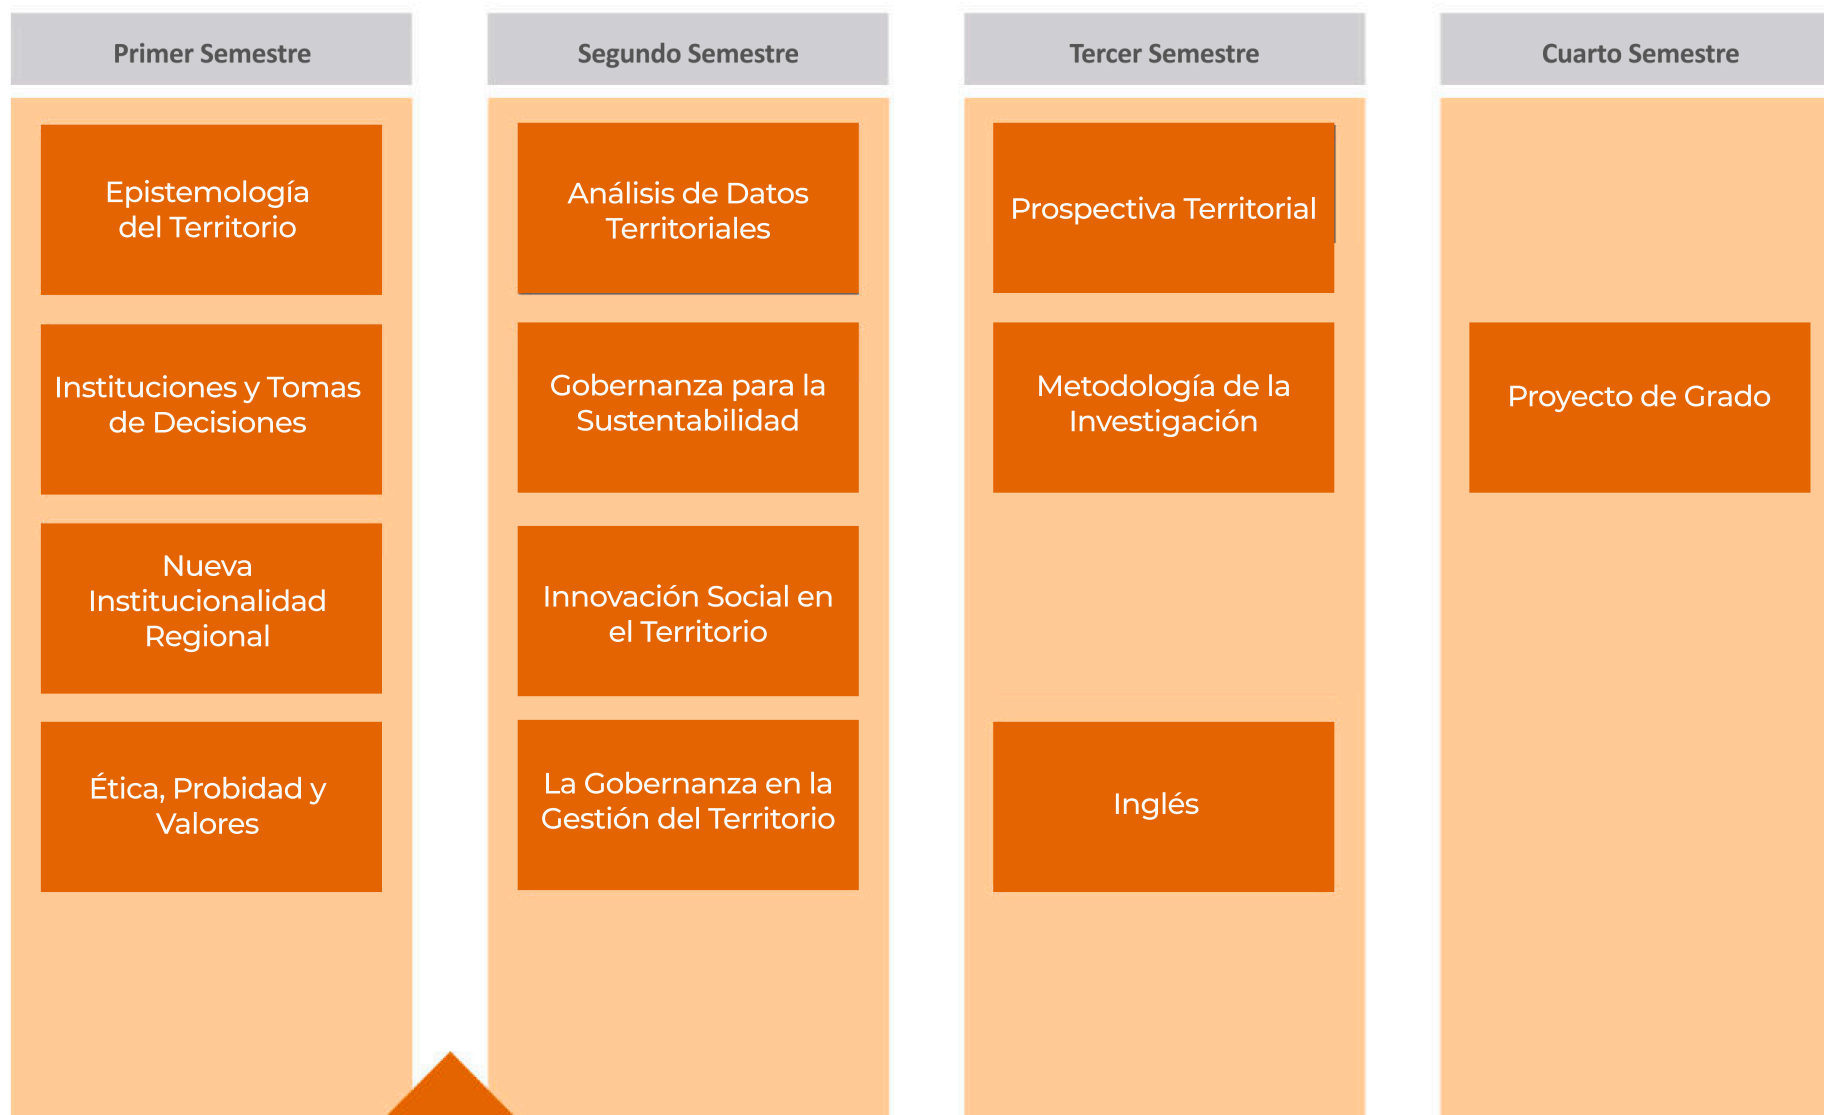 Primer Semestre
Epistemología
del Territorio
Instituciones y Tomas
de Decisiones
Nueva
Institucionalidad
Regional
Ética, Probidad y
Valores
Segundo Semestre
Análisis de Datos
Territoriales
Gobernanza para la
Sustentabilidad
Innovación Social en
el Territorio
La Gobernanza en la
Gestión del Territorio
Tercer Semestre
Prospectiva Territorial
Metodología de la
Investigación
Inglés
Cuarto Semestre
Proyecto de Grado